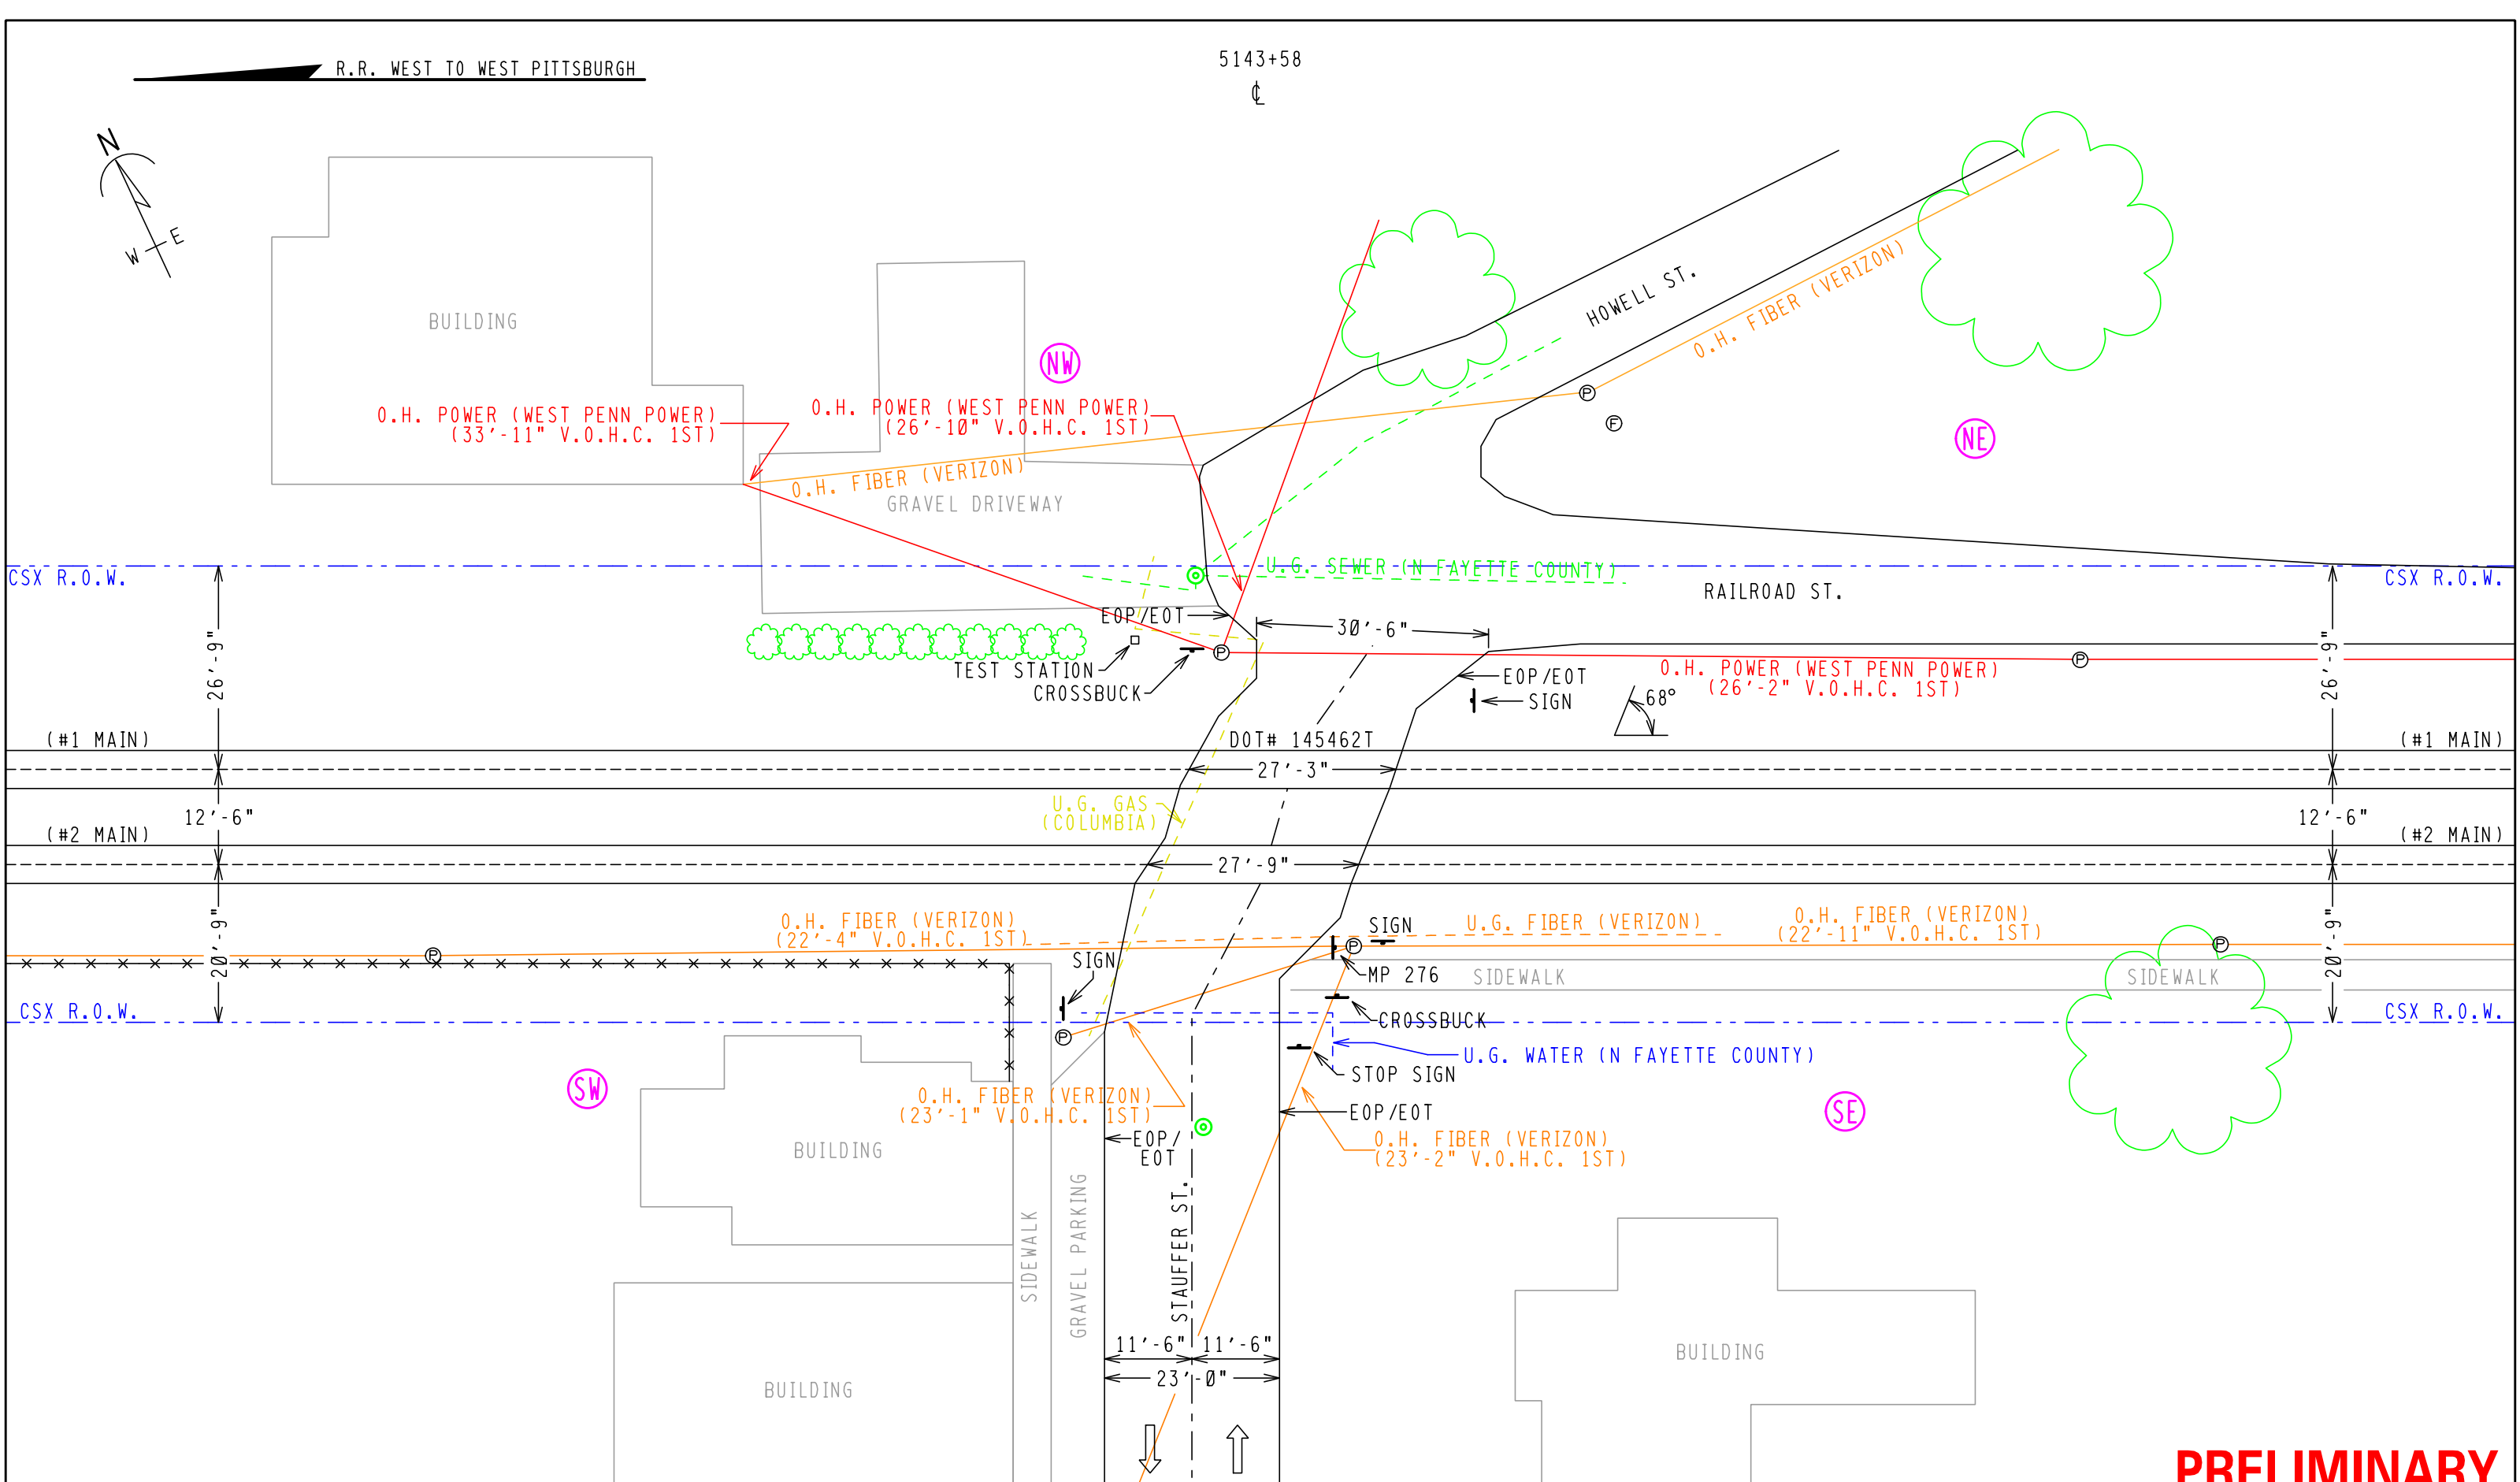 R.R. WEST TO WEST PITTSBURGH
5143+58
℄
N
W
E
BUILDING
NW
HOWELL ST.
O.H. FIBER (VERIZON)
O.H. POWER (WEST PENN POWER)
(33'-11" V.O.H.C. 1ST)
O.H. POWER (WEST PENN POWER)
(26'-10" V.O.H.C. 1ST)
P
F
NE
O.H. FIBER (VERIZON)
GRAVEL DRIVEWAY
CSX R.O.W.
U.G. SEWER (N FAYETTE COUNTY)
RAILROAD ST.
CSX R.O.W.
EOP/EOT
30'-6"
26'-9"
TEST STATION
CROSSBUCK
P
EOP/EOT
SIGN
O.H. POWER (WEST PENN POWER)
(26'-2" V.O.H.C. 1ST)
P
26'-9"
68°
(#1 MAIN)
DOT# 145462T
(#1 MAIN)
27'-3"
12'-6"
U.G. GAS
(COLUMBIA)
12'-6"
(#2 MAIN)
(#2 MAIN)
27'-9"
20'-9"
O.H. FIBER (VERIZON)
(22'-4" V.O.H.C. 1ST)
SIGN
U.G. FIBER (VERIZON)
O.H. FIBER (VERIZON)
(22'-11" V.O.H.C. 1ST)
20'-9"
P
P
P
SIGN
MP 276
SIDEWALK
SIDEWALK
CSX R.O.W.
CROSSBUCK
CSX R.O.W.
P
U.G. WATER (N FAYETTE COUNTY)
STOP SIGN
SW
O.H. FIBER (VERIZON)
(23'-1" V.O.H.C. 1ST)
EOP/EOT
SE
EOP/
EOT
O.H. FIBER (VERIZON)
(23'-2" V.O.H.C. 1ST)
BUILDING
SIDEWALK
GRAVEL PARKING
STAUFFER ST.
11'-6"
11'-6"
23'-0"
BUILDING
BUILDING
PRELIMINARY